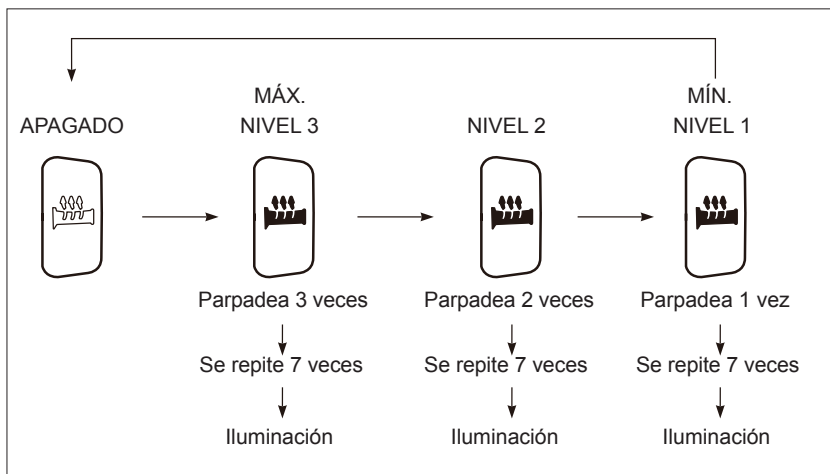 MÁX.
MÍN.
APAGADO
NIVEL 3
NIVEL 2
NIVEL 1
Parpadea 3 veces
Parpadea 2 veces
Parpadea 1 vez
Se repite 7 veces
Se repite 7 veces
Se repite 7 veces
Iluminación
Iluminación
Iluminación